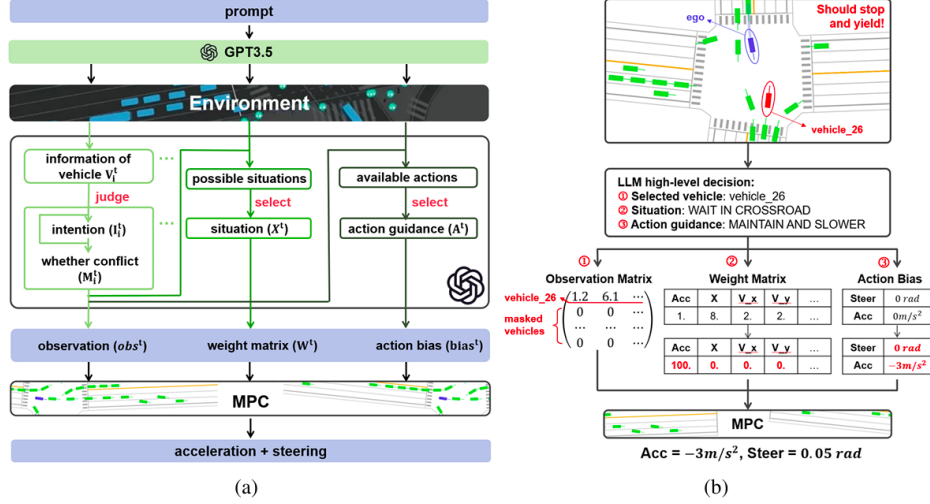 prompt
GPT3.5
Environment
information of
vehicle V_i^t
...
possible situations
available actions
judge
select
select
intention (I_i^t)
...
situation (X^t)
action guidance (A^t)
whether conflict
(M_i^t)
observation (obs^t)
weight matrix (W^t)
action bias (bias^t)
MPC
acceleration + steering
(a)
ego
Should stop
and yield!
vehicle_26
LLM high-level decision:
① Selected vehicle: vehicle_26
② Situation: WAIT IN CROSSROAD
③ Action guidance: MAINTAIN AND SLOWER
① ② ③
Observation Matrix
Weight Matrix
Action Bias
vehicle_26
1.2 6.1 ⋯
masked
vehicles
0 0 ⋯
⋯ ⋯ ⋯
0 0 ⋯
Acc X V_x V_y ...
1. 8. 2. 2. ...
Acc X V_x V_y ...
100. 0. 0. 0. ...
Steer 0 rad
Acc 0m/s²
Steer 0 rad
Acc −3m/s²
MPC
Acc = −3m/s², Steer = 0.05 rad
(b)